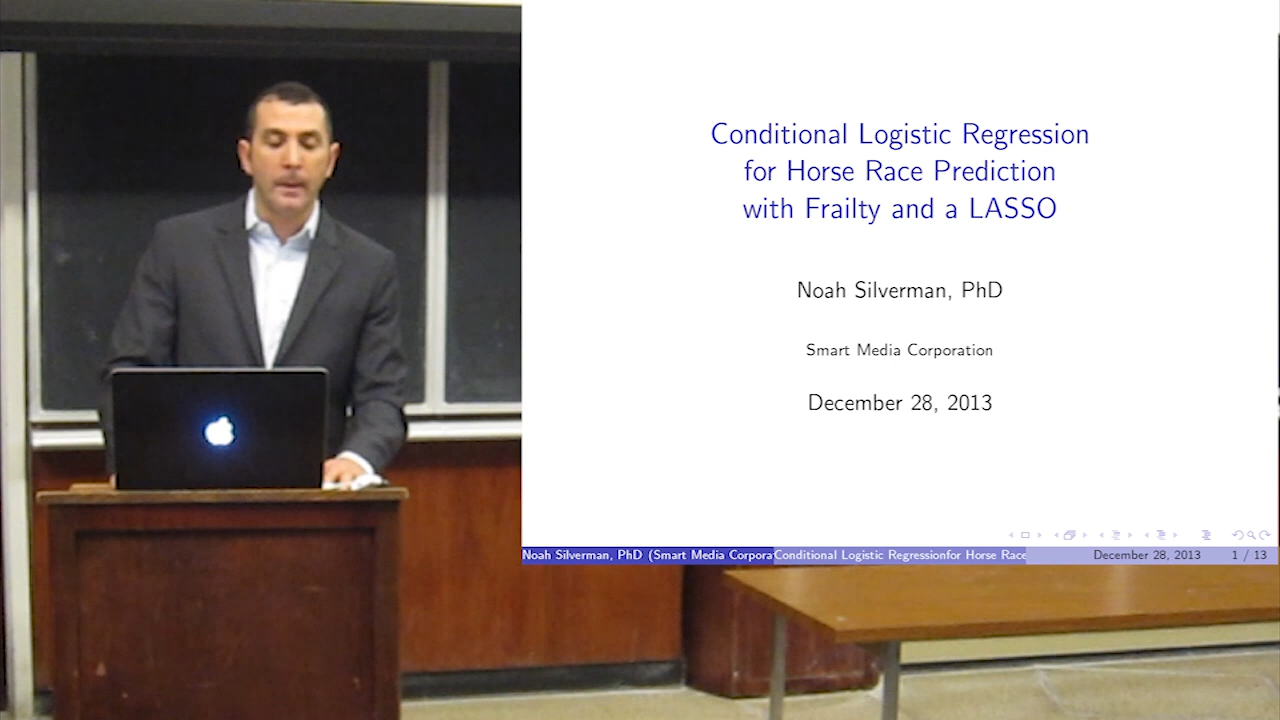 Conditional Logistic Regression
for Horse Race Prediction
with Frailty and a LASSO
Noah Silverman, PhD
Smart Media Corporation
December 28, 2013
Noah Silverman, PhD (Smart Media Corpora
Conditional Logistic Regressionfor Horse Race
December 28, 2013
1 / 13